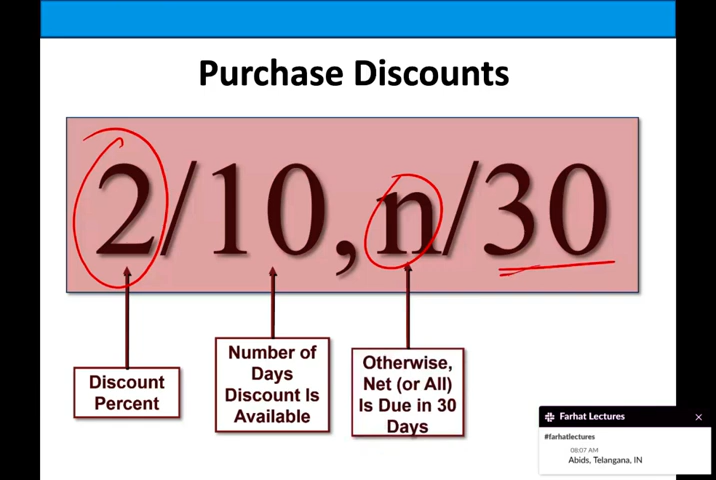 Purchase Discounts
2/10, n/30
Discount
Percent
Number of
Days
Discount Is
Available
Otherwise,
Net (or All)
Is Due in 30
Days
Farhat Lectures
#farhatlectures
08:07 AM
Abids, Telangana, IN